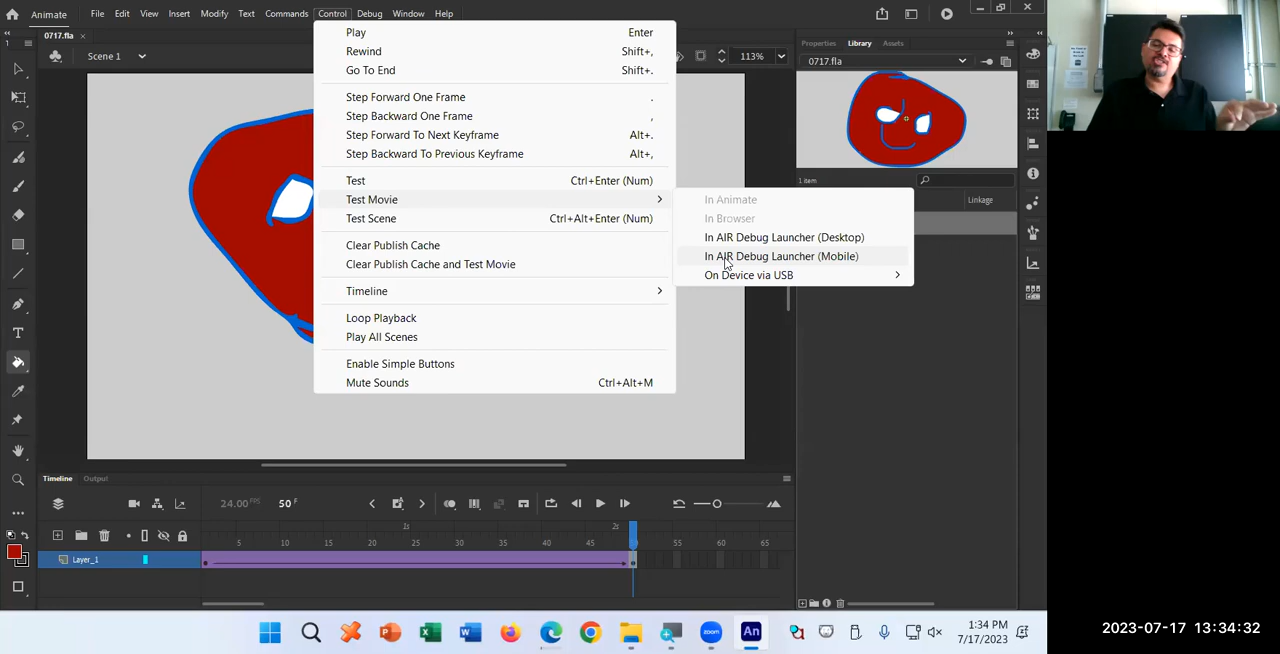 Animate File Edit View Insert Modify Text Commands Control Debug Window Help
0717.fla
Scene 1
113%
Play Enter
Rewind Shift+,
Go To End Shift+.
Step Forward One Frame .
Step Backward One Frame ,
Step Forward To Next Keyframe Alt+.
Step Backward To Previous Keyframe Alt+,
Test Ctrl+Enter (Num)
Test Movie
Test Scene Ctrl+Alt+Enter (Num)
Clear Publish Cache
Clear Publish Cache and Test Movie
Timeline
Loop Playback
Play All Scenes
Enable Simple Buttons
Mute Sounds Ctrl+Alt+M
In Animate
In Browser
In AIR Debug Launcher (Desktop)
In AIR Debug Launcher (Mobile)
On Device via USB
Properties Library Assets
0717.fla
1 item
Linkage
Timeline Output
24.00 FPS 50 F
1s 2s
5 10 15 20 25 30 35 40 45 55 60 65
Layer_1
1:34 PM
7/17/2023
2023-07-17 13:34:32